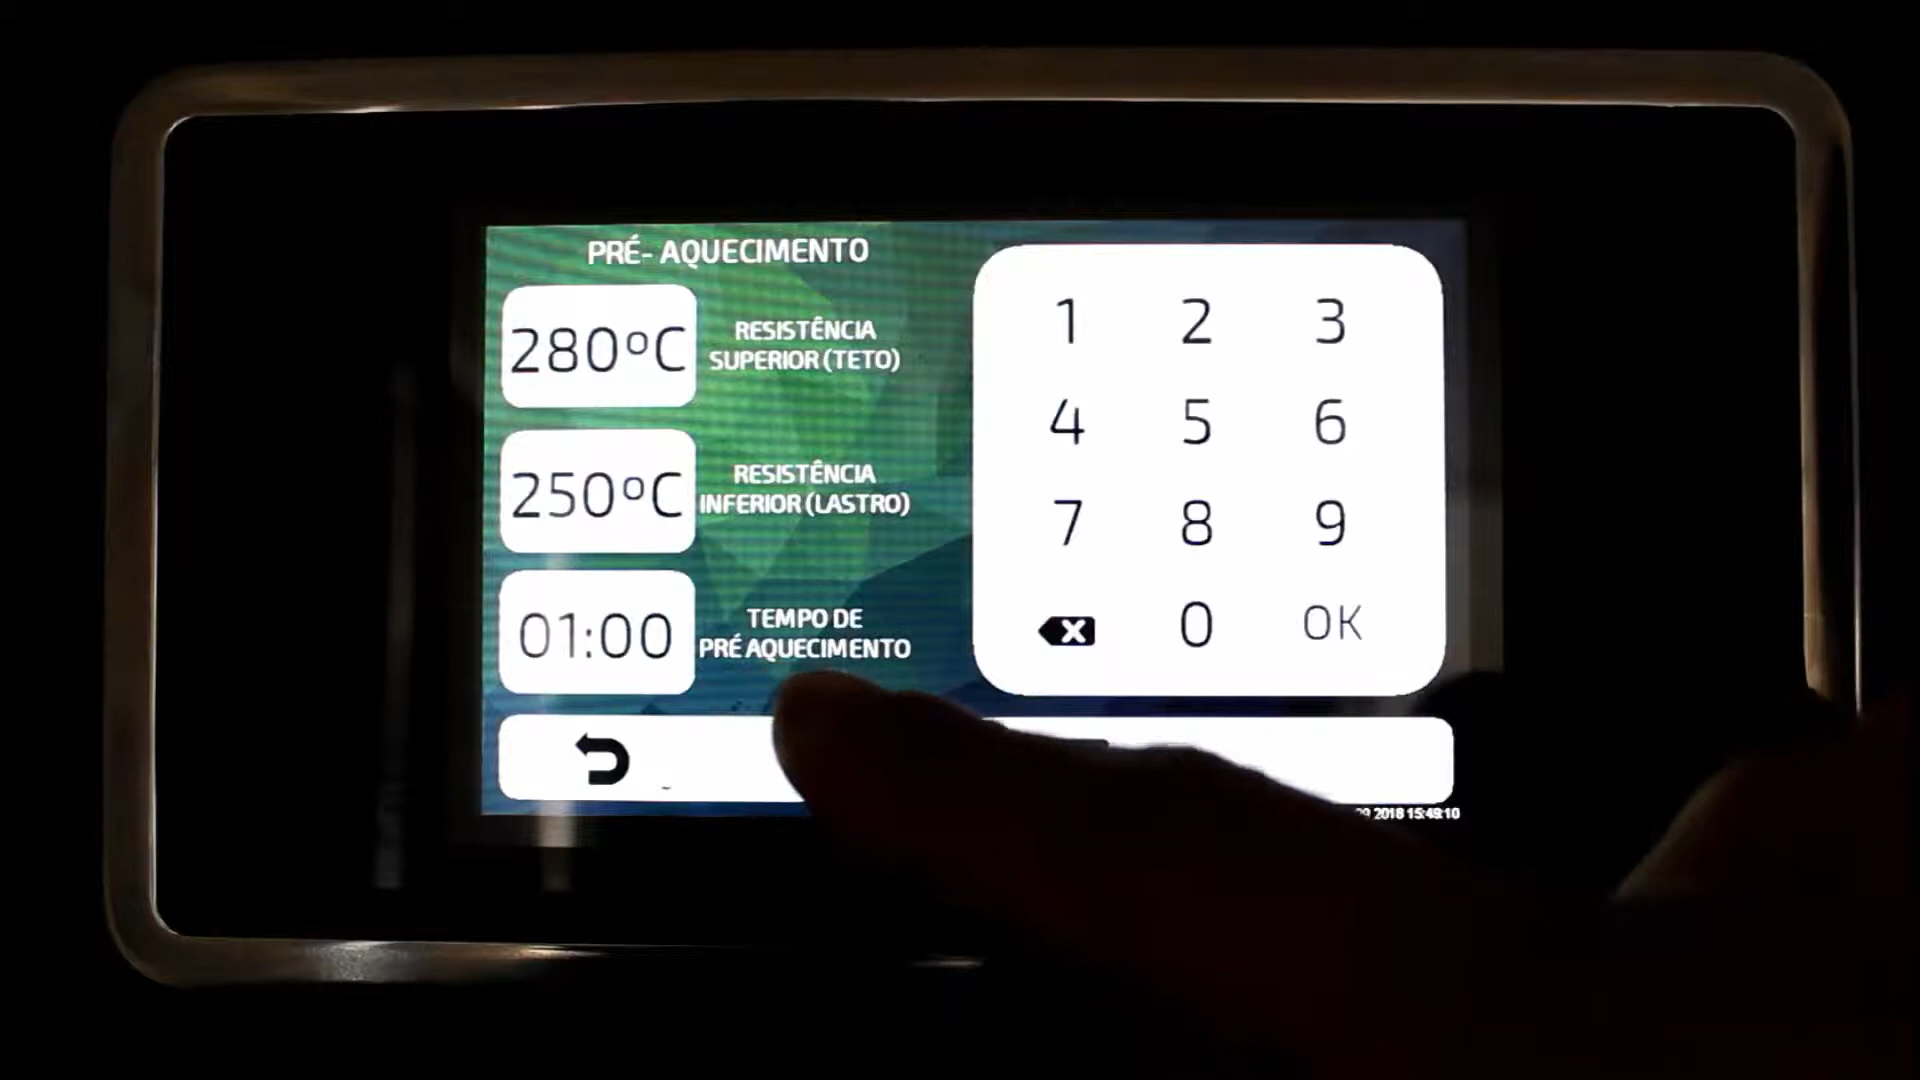 PRÉ- AQUECIMENTO
280ºC
RESISTÊNCIA
SUPERIOR (TETO)
250ºC
RESISTÊNCIA
INFERIOR (LASTRO)
01:00
TEMPO DE
PRÉ AQUECIMENTO
1 2 3
4 5 6
7 8 9
0 OK
2018 15:49:10